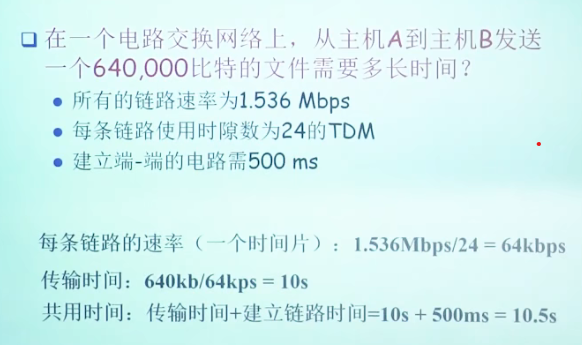 在一个电路交换网络上，从主机A到主机B发送
一个640,000比特的文件需要多长时间？
所有的链路速率为1.536 Mbps
每条链路使用时隙数为24的TDM
建立端-端的电路需500 ms
每条链路的速率（一个时间片）：1.536Mbps/24 = 64kbps
传输时间：640kb/64kps = 10s
共用时间：传输时间+建立链路时间=10s + 500ms = 10.5s